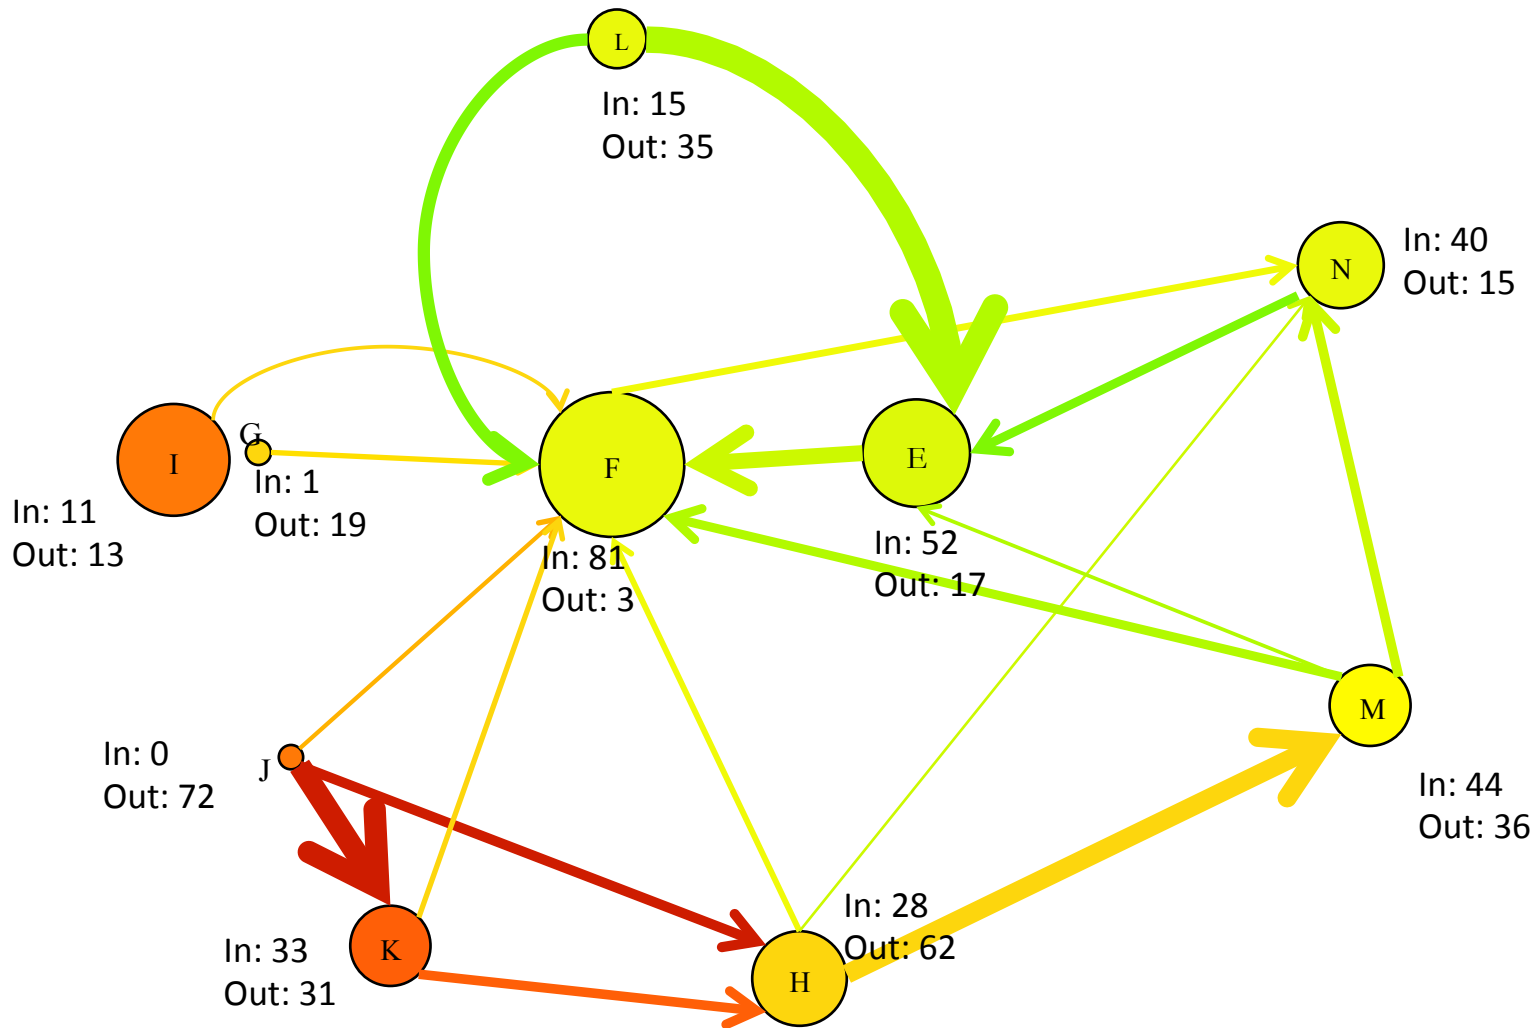 L
In: 15
Out: 35
N
In: 40
Out: 15
I
In: 11
Out: 13
G
In: 1
Out: 19
F
In: 81
Out: 3
E
In: 52
Out: 17
M
In: 44
Out: 36
J
In: 0
Out: 72
K
In: 33
Out: 31
H
In: 28
Out: 62